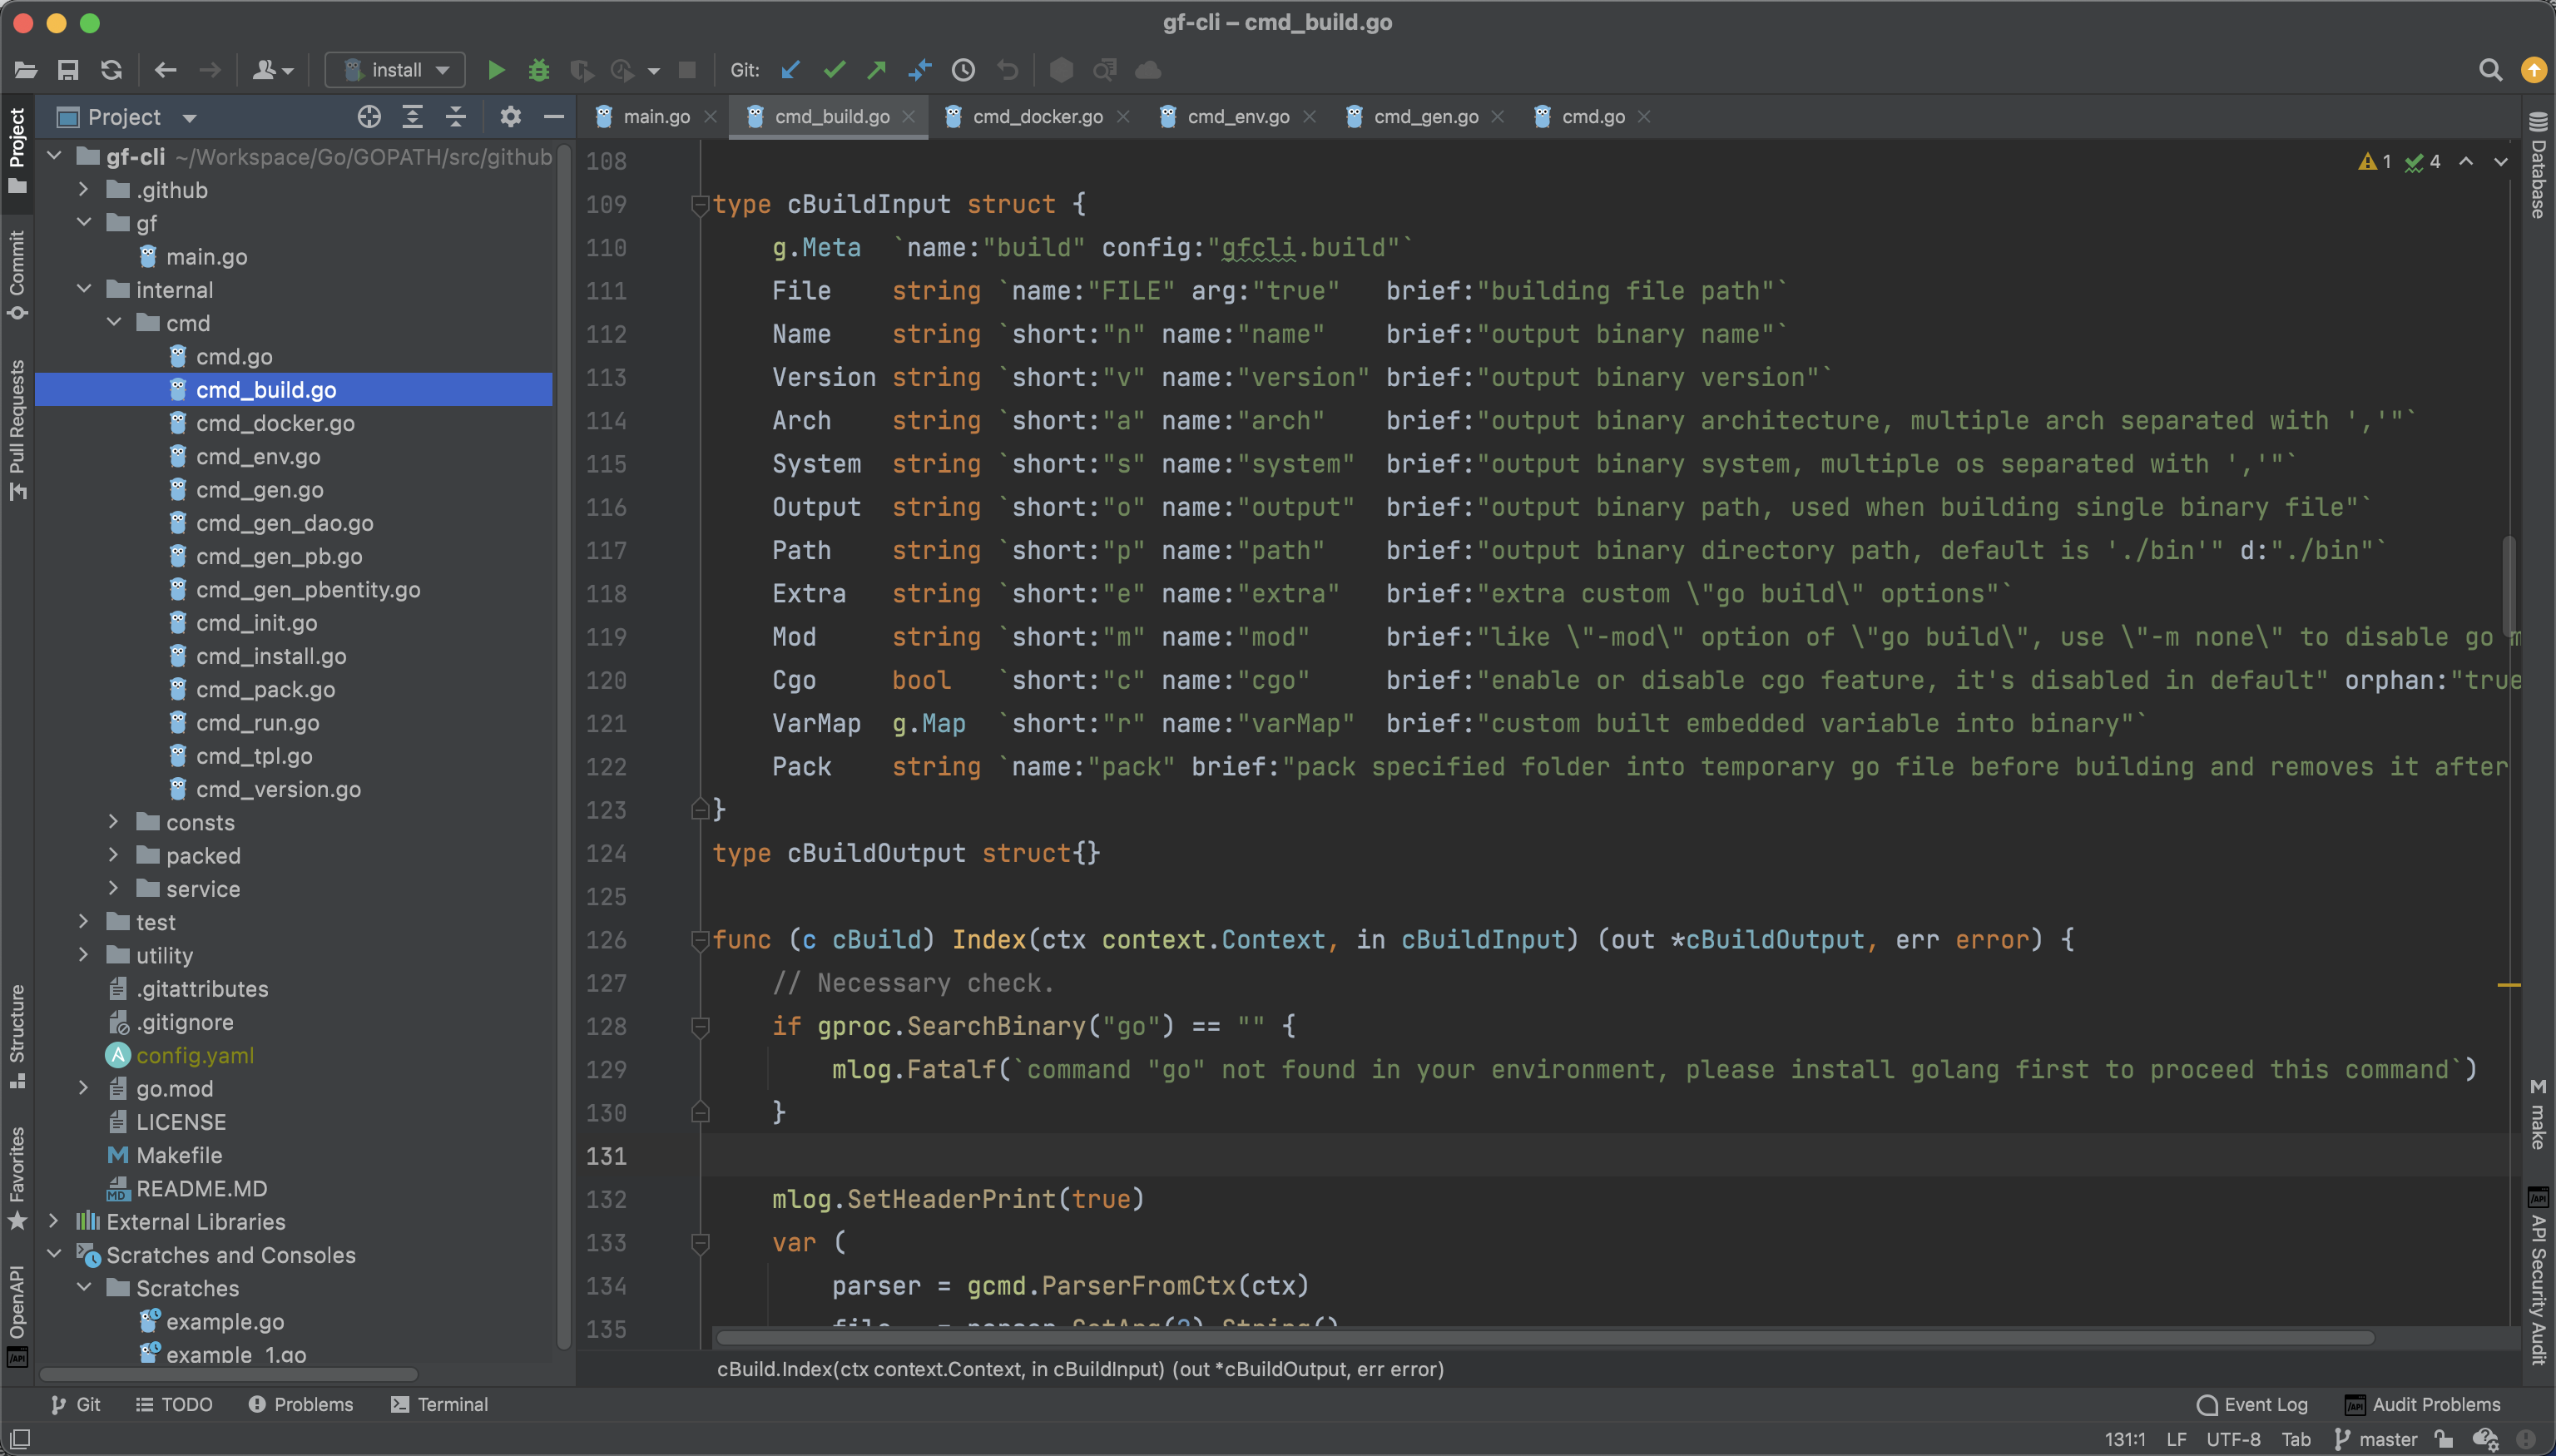 gf-cli – cmd_build.go
install
Git:
Project
main.go
cmd_build.go
cmd_docker.go
cmd_env.go
cmd_gen.go
cmd.go
Project
Commit
Pull Requests
Structure
Favorites
OpenAPI
gf-cli ~/Workspace/Go/GOPATH/src/github
.github
gf
main.go
internal
cmd
cmd.go
cmd_build.go
cmd_docker.go
cmd_env.go
cmd_gen.go
cmd_gen_dao.go
cmd_gen_pb.go
cmd_gen_pbentity.go
cmd_init.go
cmd_install.go
cmd_pack.go
cmd_run.go
cmd_tpl.go
cmd_version.go
consts
packed
service
test
utility
.gitattributes
.gitignore
config.yaml
go.mod
LICENSE
Makefile
README.MD
External Libraries
Scratches and Consoles
Scratches
example.go
example_1.go
1 4
108
109 type cBuildInput struct {
110 g.Meta `name:"build" config:"gfcli.build"`
111 File string `name:"FILE" arg:"true" brief:"building file path"`
112 Name string `short:"n" name:"name" brief:"output binary name"`
113 Version string `short:"v" name:"version" brief:"output binary version"`
114 Arch string `short:"a" name:"arch" brief:"output binary architecture, multiple arch separated with ','"`
115 System string `short:"s" name:"system" brief:"output binary system, multiple os separated with ','"`
116 Output string `short:"o" name:"output" brief:"output binary path, used when building single binary file"`
117 Path string `short:"p" name:"path" brief:"output binary directory path, default is './bin'" d:"./bin"`
118 Extra string `short:"e" name:"extra" brief:"extra custom \"go build\" options"`
119 Mod string `short:"m" name:"mod" brief:"like \"-mod\" option of \"go build\", use \"-m none\" to disable go m
120 Cgo bool `short:"c" name:"cgo" brief:"enable or disable cgo feature, it's disabled in default" orphan:"true
121 VarMap g.Map `short:"r" name:"varMap" brief:"custom built embedded variable into binary"`
122 Pack string `name:"pack" brief:"pack specified folder into temporary go file before building and removes it after
123 }
124 type cBuildOutput struct{}
125
126 func (c cBuild) Index(ctx context.Context, in cBuildInput) (out *cBuildOutput, err error) {
127 // Necessary check.
128 if gproc.SearchBinary("go") == "" {
129 mlog.Fatalf(`command "go" not found in your environment, please install golang first to proceed this command`)
130 }
131
132 mlog.SetHeaderPrint(true)
133 var (
134 parser = gcmd.ParserFromCtx(ctx)
135 file = parser.GetArg(2).String()
cBuild.Index(ctx context.Context, in cBuildInput) (out *cBuildOutput, err error)
Database
make
API Security Audit
Git
TODO
Problems
Terminal
Event Log
Audit Problems
131:1 LF UTF-8 Tab master